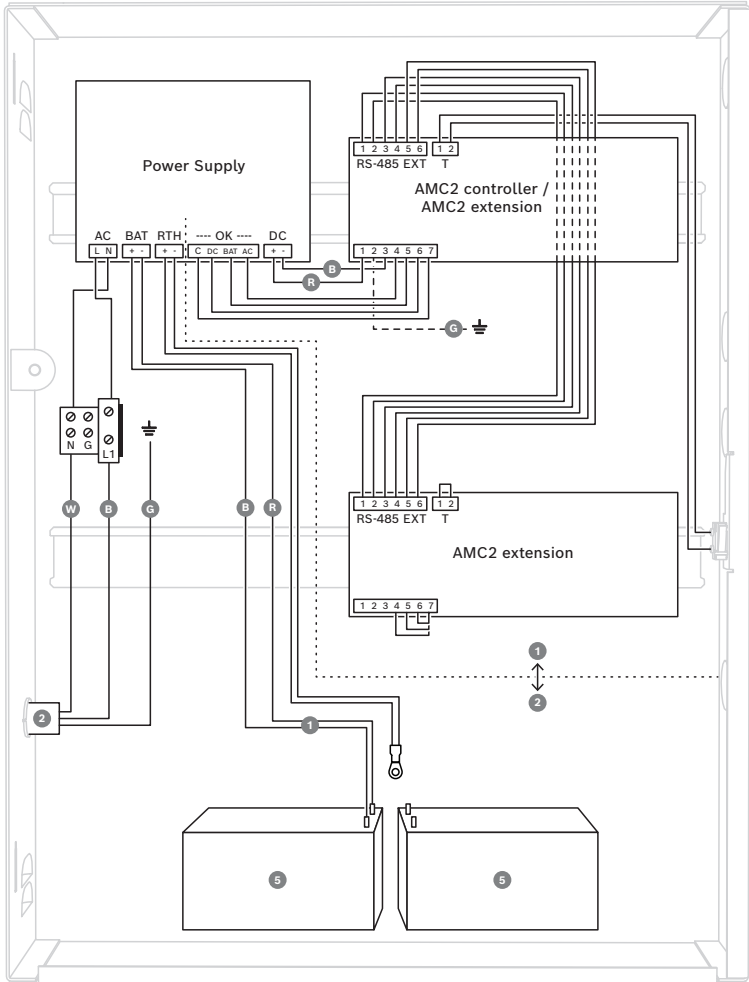 Power Supply
AC BAT RTH ---- OK ---- DC
L N + - + - C DC BAT AC + -
1 2 3 4 5 6 1 2
RS-485 EXT T
AMC2 controller /
AMC2 extension
1 2 3 4 5 6 7
B
R
G
N G L1
W B G B R
1 2 3 4 5 6 1 2
RS-485 EXT T
AMC2 extension
1 2 3 4 5 6 7
1
2
2
1
5 5